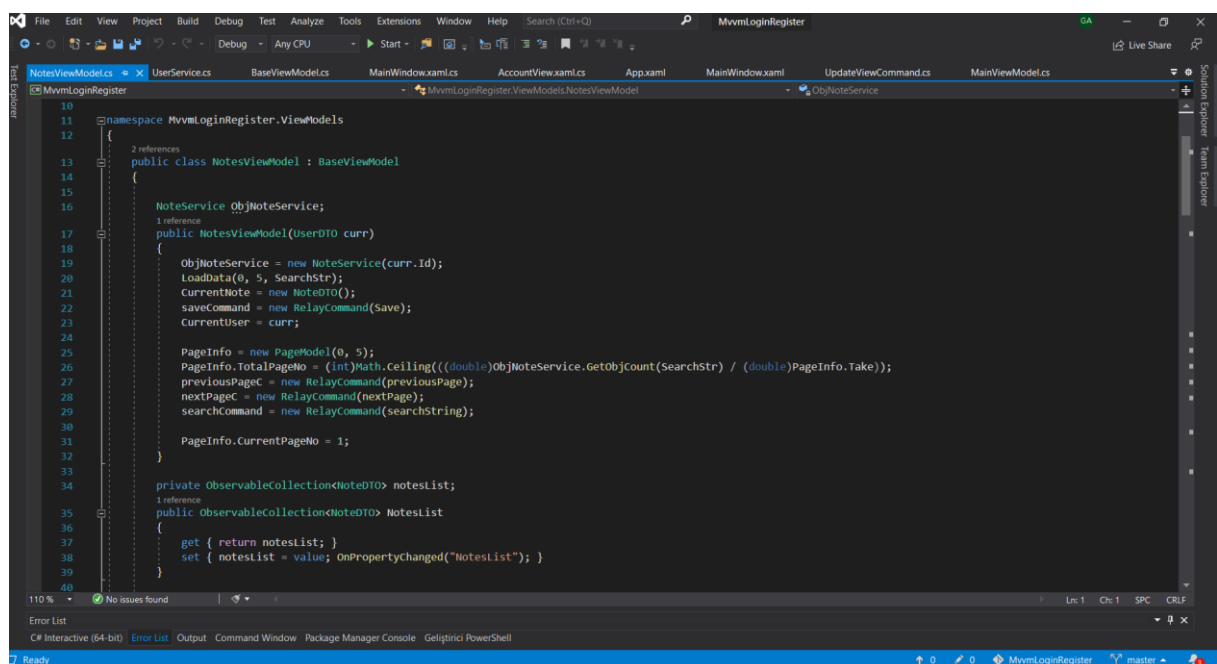 File Edit View Project Build Debug Test Analyze Tools Extensions Window Help Search (Ctrl+Q) MvvmLoginRegister GA
Debug Any CPU Start Live Share
NotesViewModel.cs UserService.cs BaseViewModel.cs MainWindow.xaml.cs AccountView.xaml.cs App.xaml MainWindow.xaml UpdateViewCommand.cs MainViewModel.cs
Test Explorer
Solution Explorer
Team Explorer
MvvmLoginRegister MvvmLoginRegister.ViewModels.NotesViewModel ObjNoteService
10
11 namespace MvvmLoginRegister.ViewModels
12 {
2 references
13 public class NotesViewModel : BaseViewModel
14 {
15
16 NoteService ObjNoteService;
1 reference
17 public NotesViewModel(UserDTO curr)
18 {
19 ObjNoteService = new NoteService(curr.Id);
20 LoadData(0, 5, SearchStr);
21 CurrentNote = new NoteDTO();
22 saveCommand = new RelayCommand(Save);
23 CurrentUser = curr;
24
25 PageInfo = new PageModel(0, 5);
26 PageInfo.TotalPageNo = (int)Math.Ceiling(((double)ObjNoteService.GetObjCount(SearchStr) / (double)PageInfo.Take));
27 previousPageC = new RelayCommand(previousPage);
28 nextPageC = new RelayCommand(nextPage);
29 searchCommand = new RelayCommand(searchString);
30
31 PageInfo.CurrentPageNo = 1;
32 }
33
34 private ObservableCollection<NoteDTO> notesList;
1 reference
35 public ObservableCollection<NoteDTO> NotesList
36 {
37 get { return notesList; }
38 set { notesList = value; OnPropertyChanged("NotesList"); }
39 }
40
110 % No issues found Ln: 1 Ch: 1 SPC CRLF
Error List
C# Interactive (64-bit) Error List Output Command Window Package Manager Console Geliştirici PowerShell
Ready 0 0 MvvmLoginRegister master